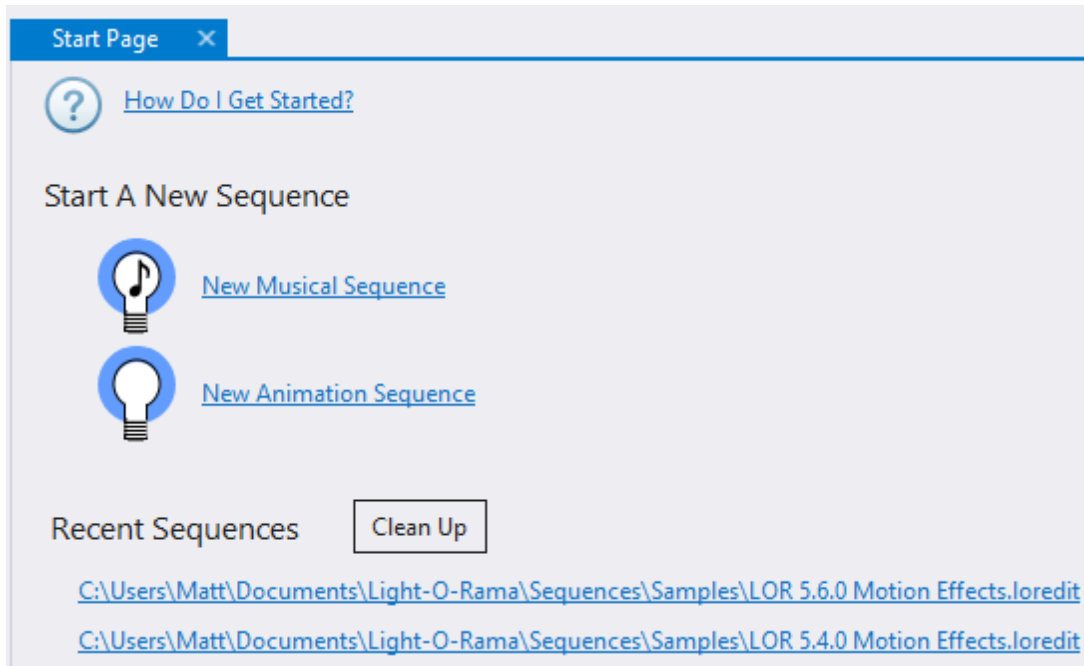 Start Page
How Do I Get Started?
Start A New Sequence
New Musical Sequence
New Animation Sequence
Recent Sequences Clean Up
C:\Users\Matt\Documents\Light-O-Rama\Sequences\Samples\LOR 5.6.0 Motion Effects.loredit
C:\Users\Matt\Documents\Light-O-Rama\Sequences\Samples\LOR 5.4.0 Motion Effects.loredit